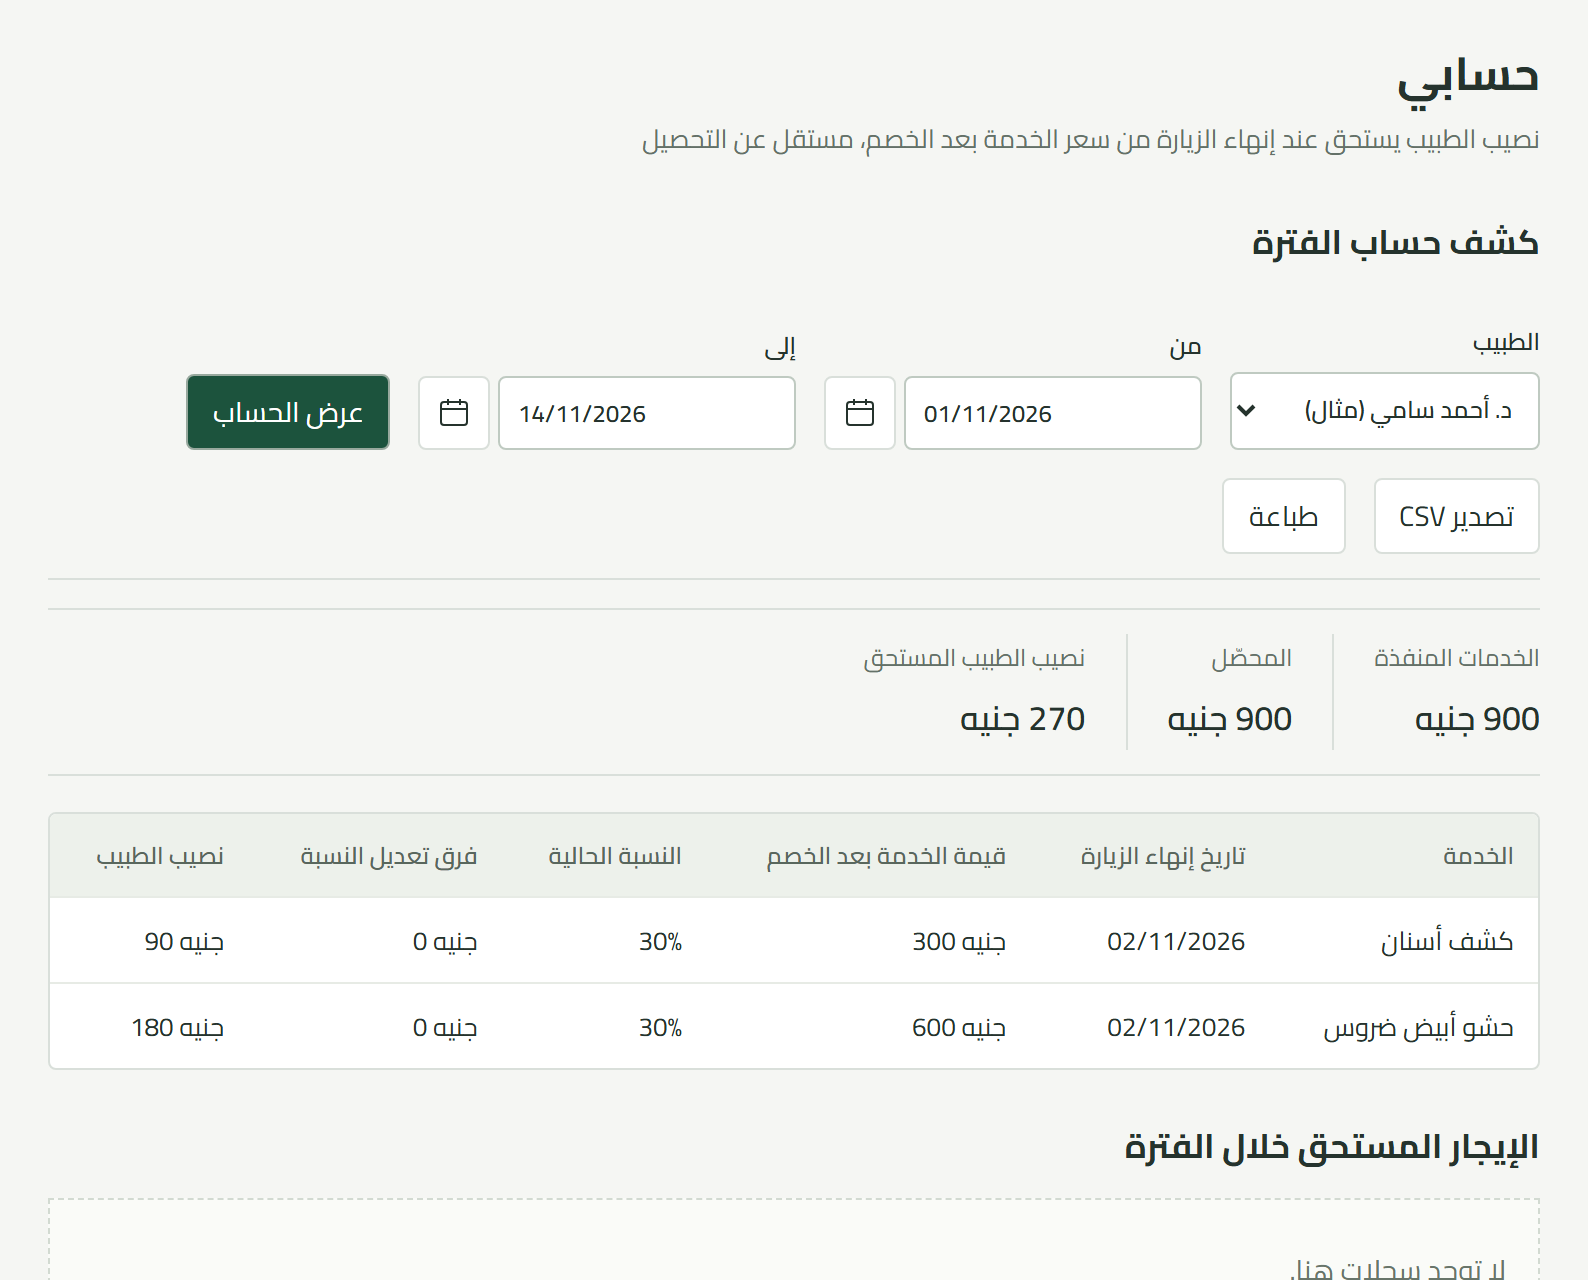 حسابي
نصيب الطبيب يستحق عند إنهاء الزيارة من سعر الخدمة بعد الخصم، مستقل عن التحصيل
كشف حساب الفترة
الطبيب
من
إلى
د. أحمد سامي (مثال)
01/11/2026
14/11/2026
عرض الحساب
تصدير CSV
طباعة
الخدمات المنفذة
المحصّل
نصيب الطبيب المستحق
900 جنيه
900 جنيه
270 جنيه
الخدمة تاريخ إنهاء الزيارة قيمة الخدمة بعد الخصم النسبة الحالية فرق تعديل النسبة نصيب الطبيب
كشف أسنان 02/11/2026 جنيه 300 30% جنيه 0 جنيه 90
حشو أبيض ضروس 02/11/2026 جنيه 600 30% جنيه 0 جنيه 180
الإيجار المستحق خلال الفترة
لا توجد سجلات هنا.